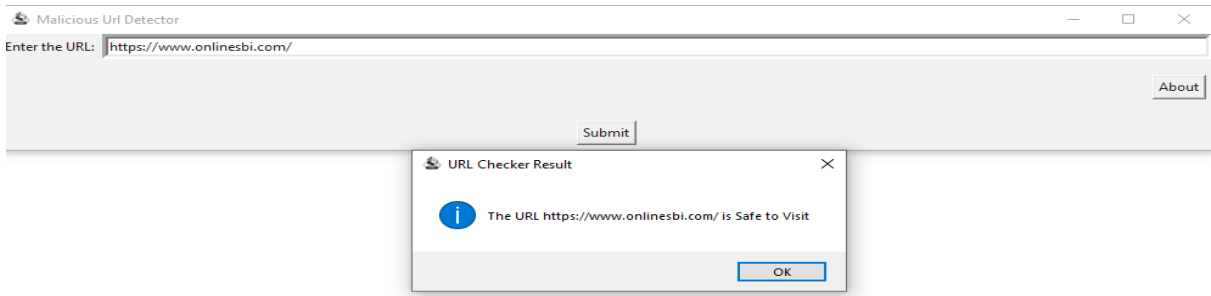 Malicious Url Detector
Enter the URL: https://www.onlinesbi.com/
About
Submit
URL Checker Result
The URL https://www.onlinesbi.com/ is Safe to Visit
OK